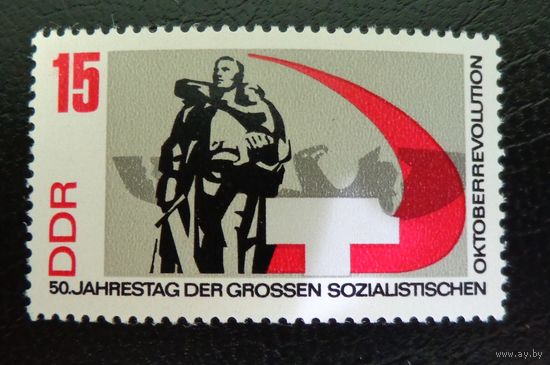 15
DDR
50. JAHRESTAG DER GROSSEN SOZIALISTISCHEN
OKTOBERREVOLUTION
www.ay.by